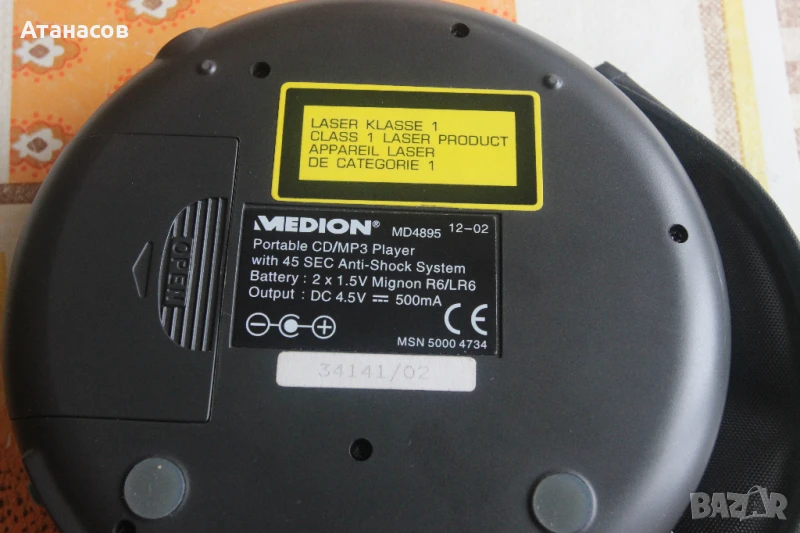 Атанасов
LASER KLASSE 1
CLASS 1 LASER PRODUCT
APPAREIL LASER
DE CATEGORIE 1
MEDION® MD4895 12-02
Portable CD/MP3 Player
with 45 SEC Anti-Shock System
Battery : 2 x 1.5V Mignon R6/LR6
Output : DC 4.5V ⎓ 500mA
CE
MSN 5000 4734
OPEN
34141/02
BAZAR